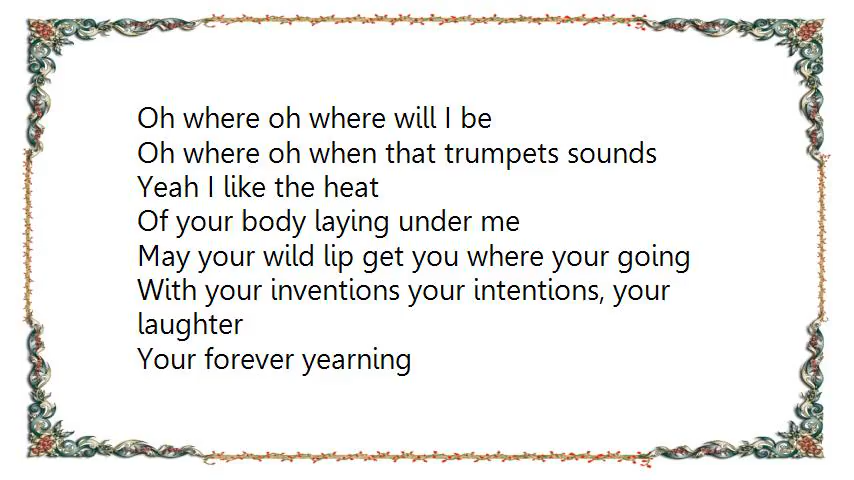 Oh where oh where will I be
Oh where oh when that trumpets sounds
Yeah I like the heat
Of your body laying under me
May your wild lip get you where your going
With your inventions your intentions, your
laughter
Your forever yearning